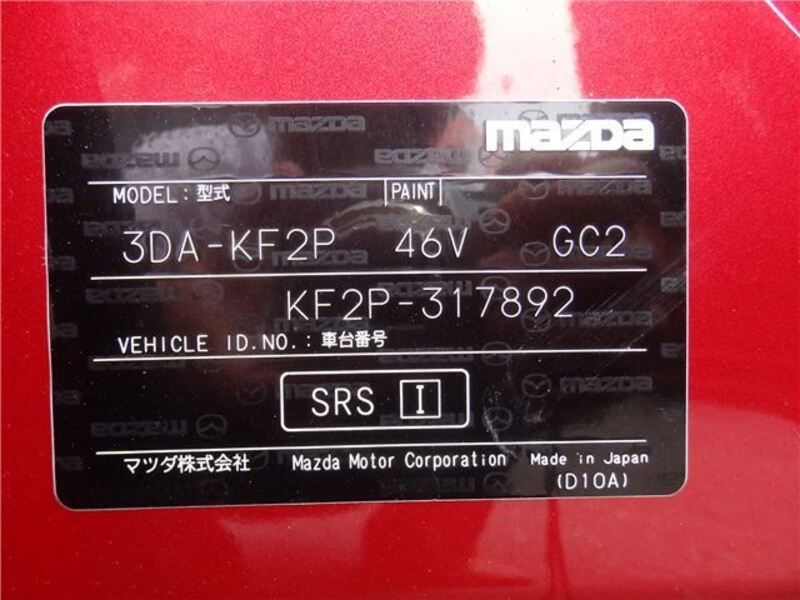 mazda
MODEL: 型式 PAINT
3DA-KF2P 46V GC2
KF2P-317892
VEHICLE ID.NO.: 車台番号
SRS I
マツダ株式会社 Mazda Motor Corporation Made in Japan
(D10A)